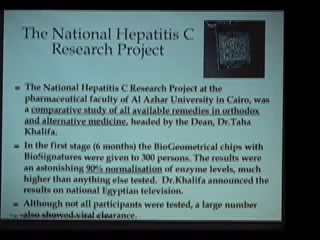 The National Hepatitis C
Research Project
The National Hepatitis C Research Project at the
pharmaceutical faculty of Al Azhar University in Cairo, was
a comparative study of all available remedies in orthodox
and alternative medicine, headed by the Dean, Dr.Taha
Khalifa.
In the first stage (6 months) the BioGeometrical chips with
BioSignatures were given to 300 persons. The results were
an astonishing 90% normalisation of enzyme levels, much
higher than anything else tested. Dr.Khalifa announced the
results on national Egyptian television.
Although not all participants were tested, a large number
also showed viral clearance.